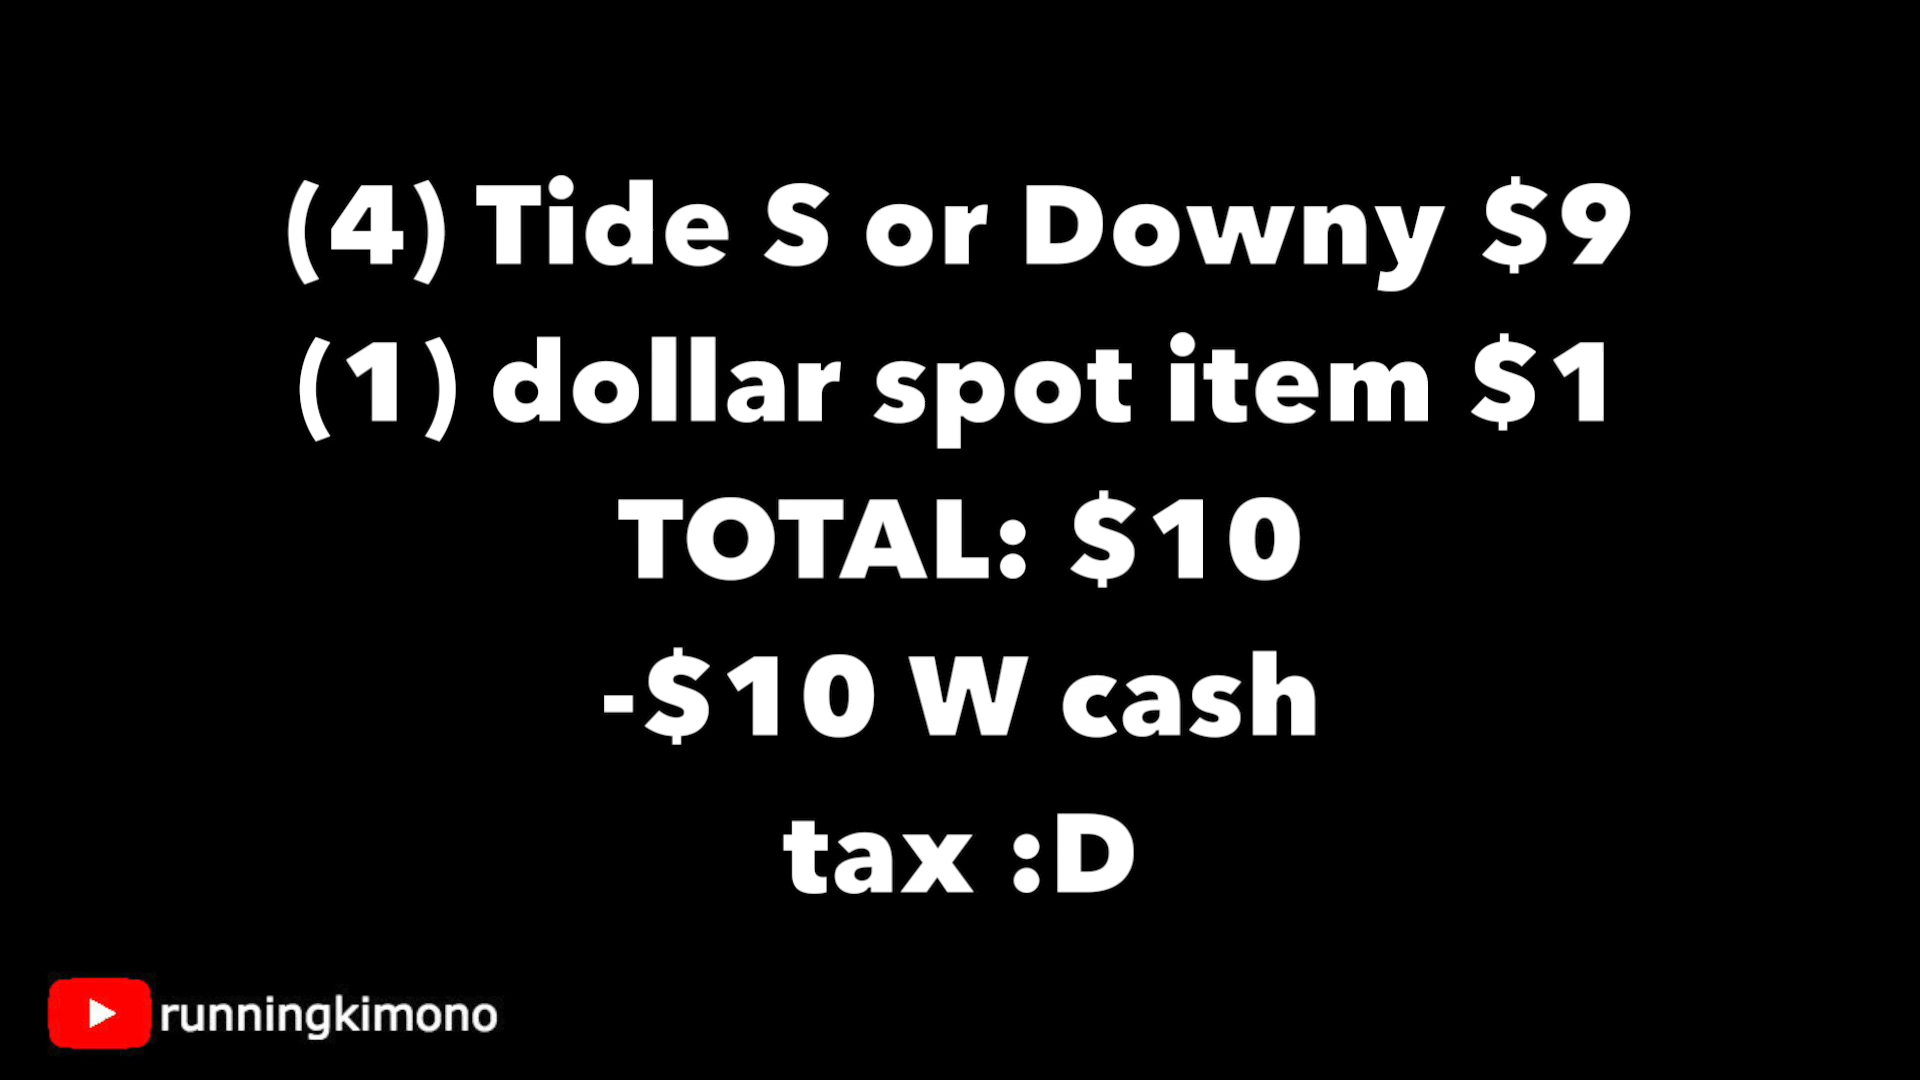 (4) Tide S or Downy $9
(1) dollar spot item $1
TOTAL: $10
-$10 W cash
tax :D
runningkimono